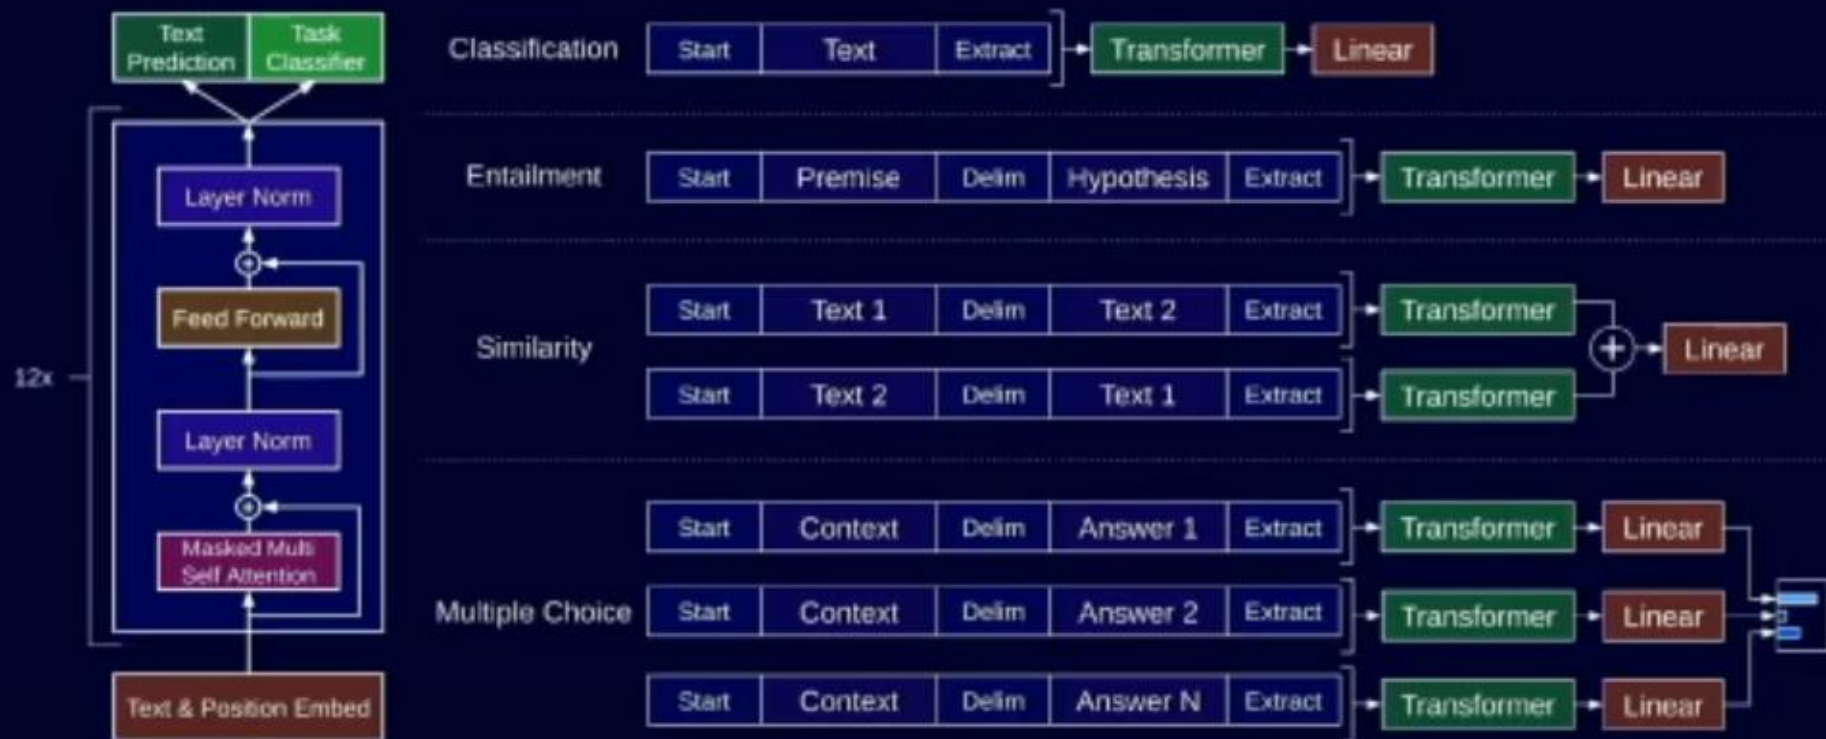 Text
Prediction
Task
Classifier
Layer Norm
Feed Forward
12x
Layer Norm
Masked Multi
Self Attention
Text & Position Embed
Classification Start Text Extract Transformer Linear
Entailment Start Premise Delim Hypothesis Extract Transformer Linear
Similarity
Start Text 1 Delim Text 2 Extract Transformer
Linear
Start Text 2 Delim Text 1 Extract Transformer
Multiple Choice
Start Context Delim Answer 1 Extract Transformer Linear
Start Context Delim Answer 2 Extract Transformer Linear
Start Context Delim Answer N Extract Transformer Linear